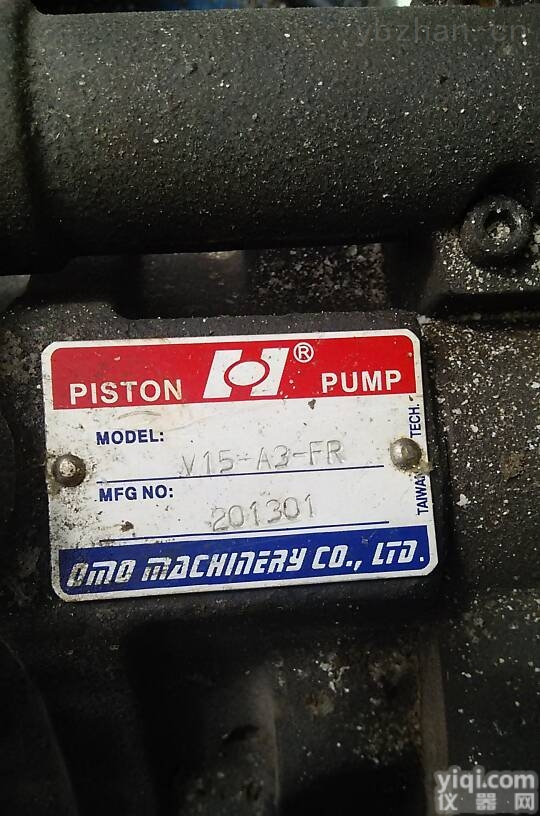 ybzhan.cn
PISTON ® PUMP
MODEL:
V15-A3-FR
MFG NO:
201301
TAIWAN TECH.
OMO MACHINERY CO., LTD.
yiqi.com
仪器网